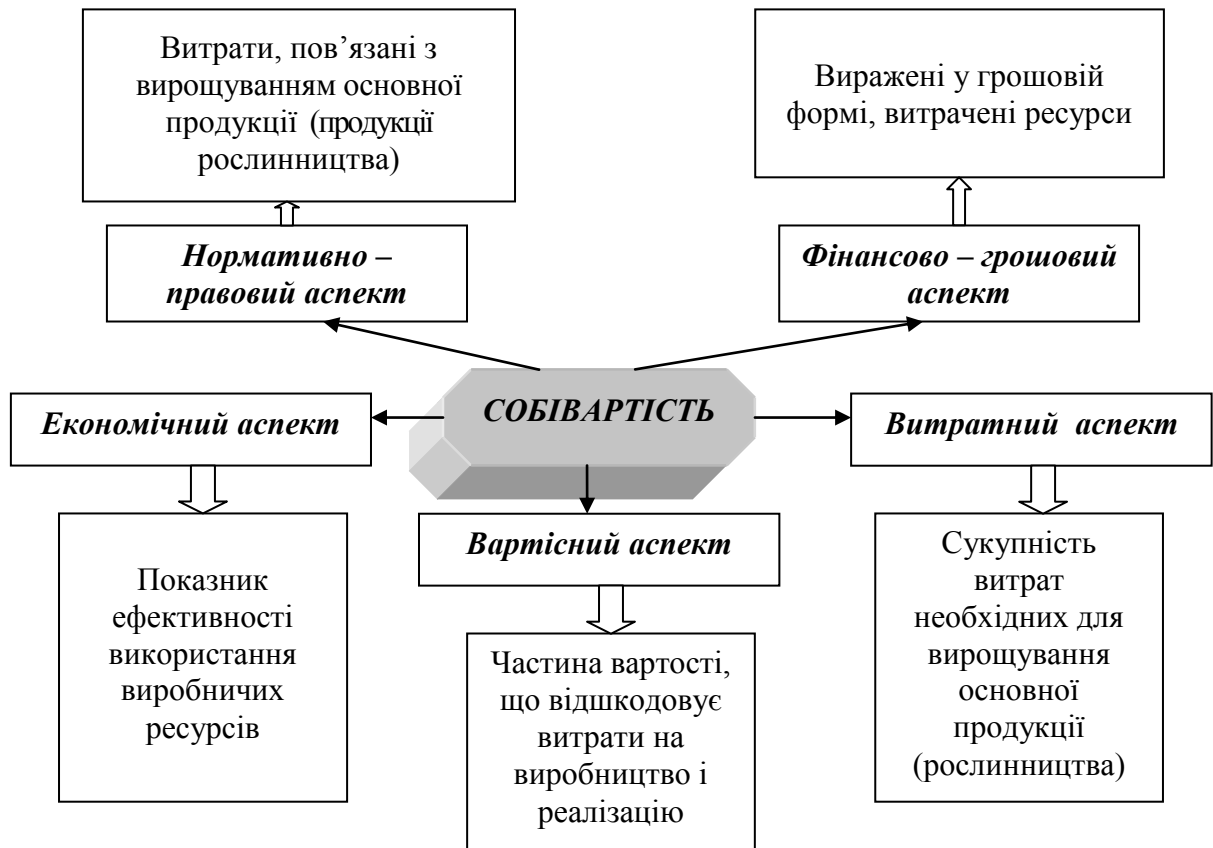 Витрати, пов’язані з
вирощуванням основної
продукції (продукції
рослинництва)
Виражені у грошовій
формі, витрачені ресурси
Нормативно –
правовий аспект
Фінансово – грошовий
аспект
СОБІВАРТІСТЬ
Економічний аспект
Витратний аспект
Вартісний аспект
Показник
ефективності
використання
виробничих
ресурсів
Частина вартості,
що відшкодовує
витрати на
виробництво і
реалізацію
Сукупність
витрат
необхідних для
вирощування
основної
продукції
(рослинництва)